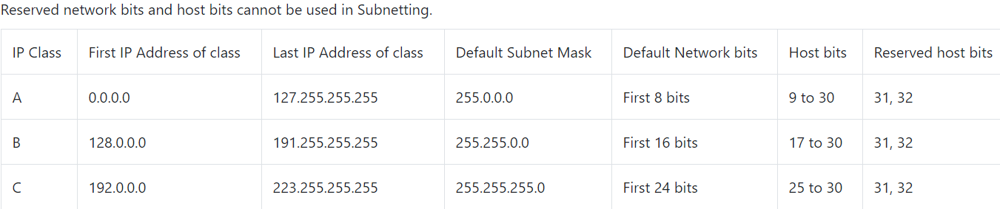 Reserved network bits and host bits cannot be used in Subnetting.
IP Class First IP Address of class Last IP Address of class Default Subnet Mask Default Network bits Host bits Reserved host bits
A 0.0.0.0 127.255.255.255 255.0.0.0 First 8 bits 9 to 30 31, 32
B 128.0.0.0 191.255.255.255 255.255.0.0 First 16 bits 17 to 30 31, 32
C 192.0.0.0 223.255.255.255 255.255.255.0 First 24 bits 25 to 30 31, 32